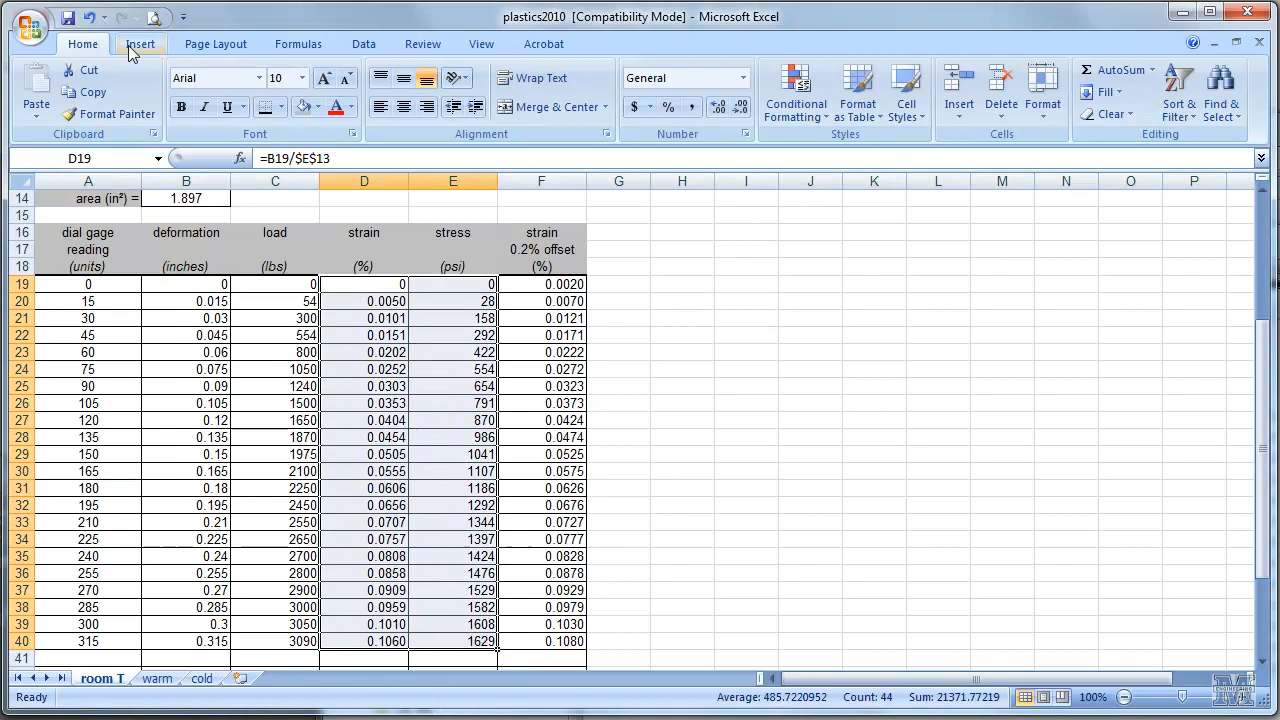 plastics2010 [Compatibility Mode] - Microsoft Excel
Home Insert Page Layout Formulas Data Review View Acrobat
Paste Cut Copy Format Painter
Arial 10 A A
B I U A
Wrap Text
Merge & Center
General
$ % , .0 .00 .00 .0
Conditional Formatting Format as Table Cell Styles
Insert Delete Format
Σ AutoSum Fill Clear
Sort & Filter Find & Select
Clipboard Font Alignment Number Styles Cells Editing
D19 fx =B19/$E$13
A B C D E F G H I J K L M N O P
14 area (in²) = 1.897
15
16 dial gage deformation load strain stress strain
17 reading 0.2% offset
18 (units) (inches) (lbs) (%) (psi) (%)
19 0 0 0 0 0 0.0020
20 15 0.015 54 0.0050 28 0.0070
21 30 0.03 300 0.0101 158 0.0121
22 45 0.045 554 0.0151 292 0.0171
23 60 0.06 800 0.0202 422 0.0222
24 75 0.075 1050 0.0252 554 0.0272
25 90 0.09 1240 0.0303 654 0.0323
26 105 0.105 1500 0.0353 791 0.0373
27 120 0.12 1650 0.0404 870 0.0424
28 135 0.135 1870 0.0454 986 0.0474
29 150 0.15 1975 0.0505 1041 0.0525
30 165 0.165 2100 0.0555 1107 0.0575
31 180 0.18 2250 0.0606 1186 0.0626
32 195 0.195 2450 0.0656 1292 0.0676
33 210 0.21 2550 0.0707 1344 0.0727
34 225 0.225 2650 0.0757 1397 0.0777
35 240 0.24 2700 0.0808 1424 0.0828
36 255 0.255 2800 0.0858 1476 0.0878
37 270 0.27 2900 0.0909 1529 0.0929
38 285 0.285 3000 0.0959 1582 0.0979
39 300 0.3 3050 0.1010 1608 0.1030
40 315 0.315 3090 0.1060 1629 0.1080
41
room T warm cold
Ready Average: 485.7220952 Count: 44 Sum: 21371.77219 100%